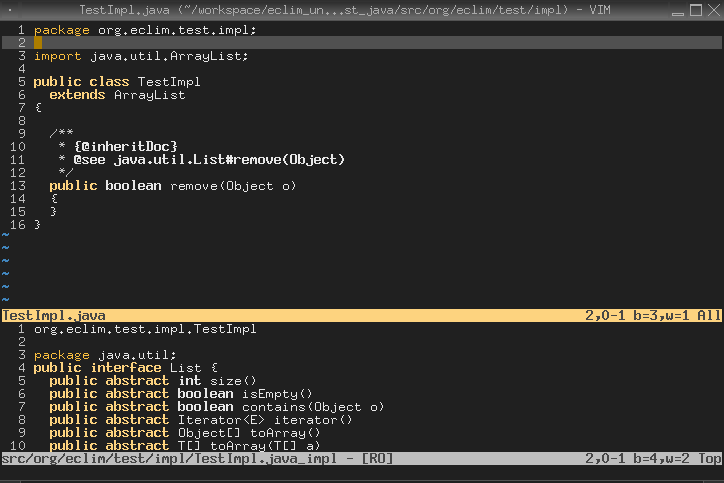 TestImpl.java (~/workspace/eclim_un...st_java/src/org/eclim/test/impl) - VIM
1 package org.eclim.test.impl;
2
3 import java.util.ArrayList;
4
5 public class TestImpl
6   extends ArrayList
7 {
8
9   /**
10    * {@inheritDoc}
11    * @see java.util.List#remove(Object)
12    */
13   public boolean remove(Object o)
14   {
15   }
16 }
~
~
~
~
~
~
TestImpl.java 2,0-1 b=3,w=1 All
1 org.eclim.test.impl.TestImpl
2
3 package java.util;
4 public interface List {
5   public abstract int size()
6   public abstract boolean isEmpty()
7   public abstract boolean contains(Object o)
8   public abstract Iterator<E> iterator()
9   public abstract Object[] toArray()
10   public abstract T[] toArray(T[] a)
src/org/eclim/test/impl/TestImpl.java_impl - [RO] 2,0-1 b=4,w=2 Top